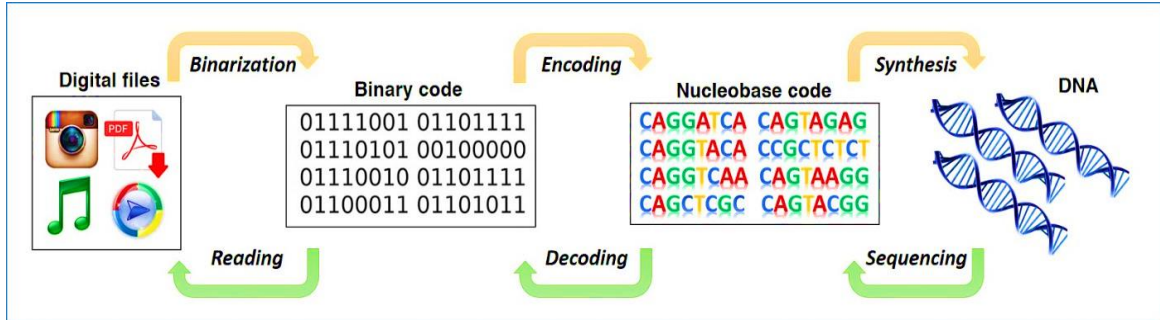 Binarization
Encoding
Synthesis
Digital files
Binary code
Nucleobase code
DNA
PDF
01111001 01101111
01110101 00100000
01110010 01101111
01100011 01101011
CAGGATCA CAGTAGAG
CAGGTACA CCGCTCTCT
CAGGTCAA CAGTAAGG
CAGCTCGC CAGTACGG
Reading
Decoding
Sequencing